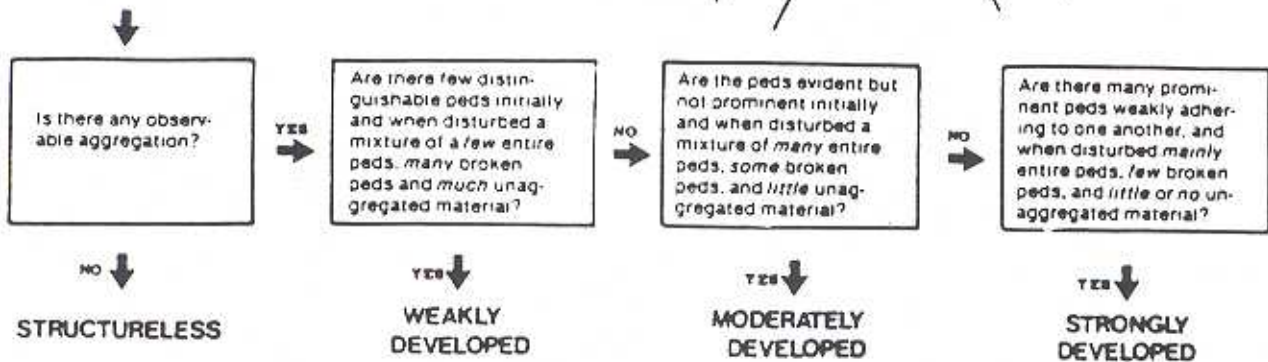 Is there any observ-
able aggregation?
NO
STRUCTURELESS
YES
Are there few distin-
guishable peds initially
and when disturbed a
mixture of a few entire
peds, many broken
peds and much unag-
gregated material?
YES
WEAKLY
DEVELOPED
NO
Are the peds evident but
not prominent initially
and when disturbed a
mixture of many entire
peds, some broken
peds, and little unag-
gregated material?
YES
MODERATELY
DEVELOPED
NO
Are there many promi-
nent peds weakly adher-
ing to one another, and
when disturbed mainly
entire peds, few broken
peds, and little or no un-
aggregated material?
YES
STRONGLY
DEVELOPED